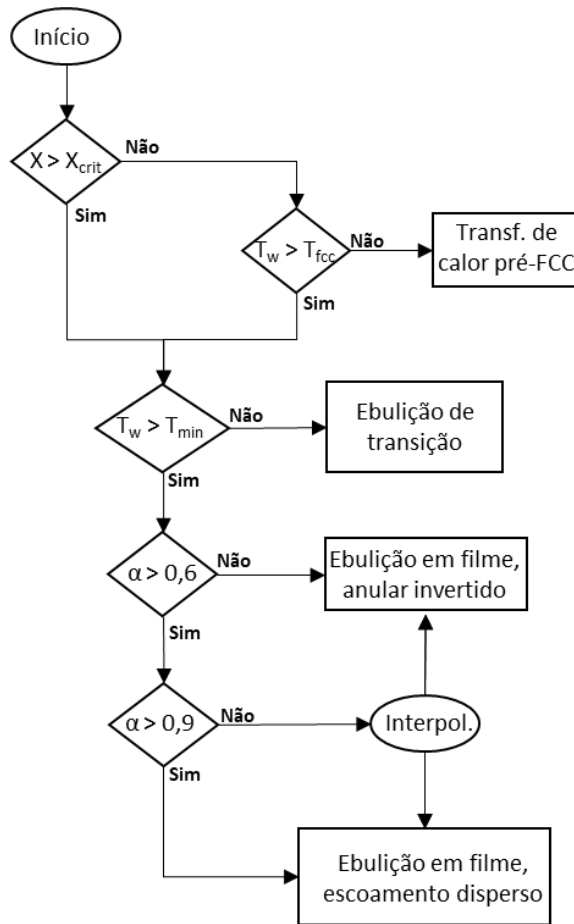 Início
X > Xcrit
Não
Sim
Tw > Tfcc
Não
Sim
Transf. de
calor pré-FCC
Tw > Tmin
Não
Sim
Ebulição de
transição
α > 0,6
Não
Sim
Ebulição em filme,
anular invertido
α > 0,9
Não
Sim
Interpol.
Ebulição em filme,
escoamento disperso